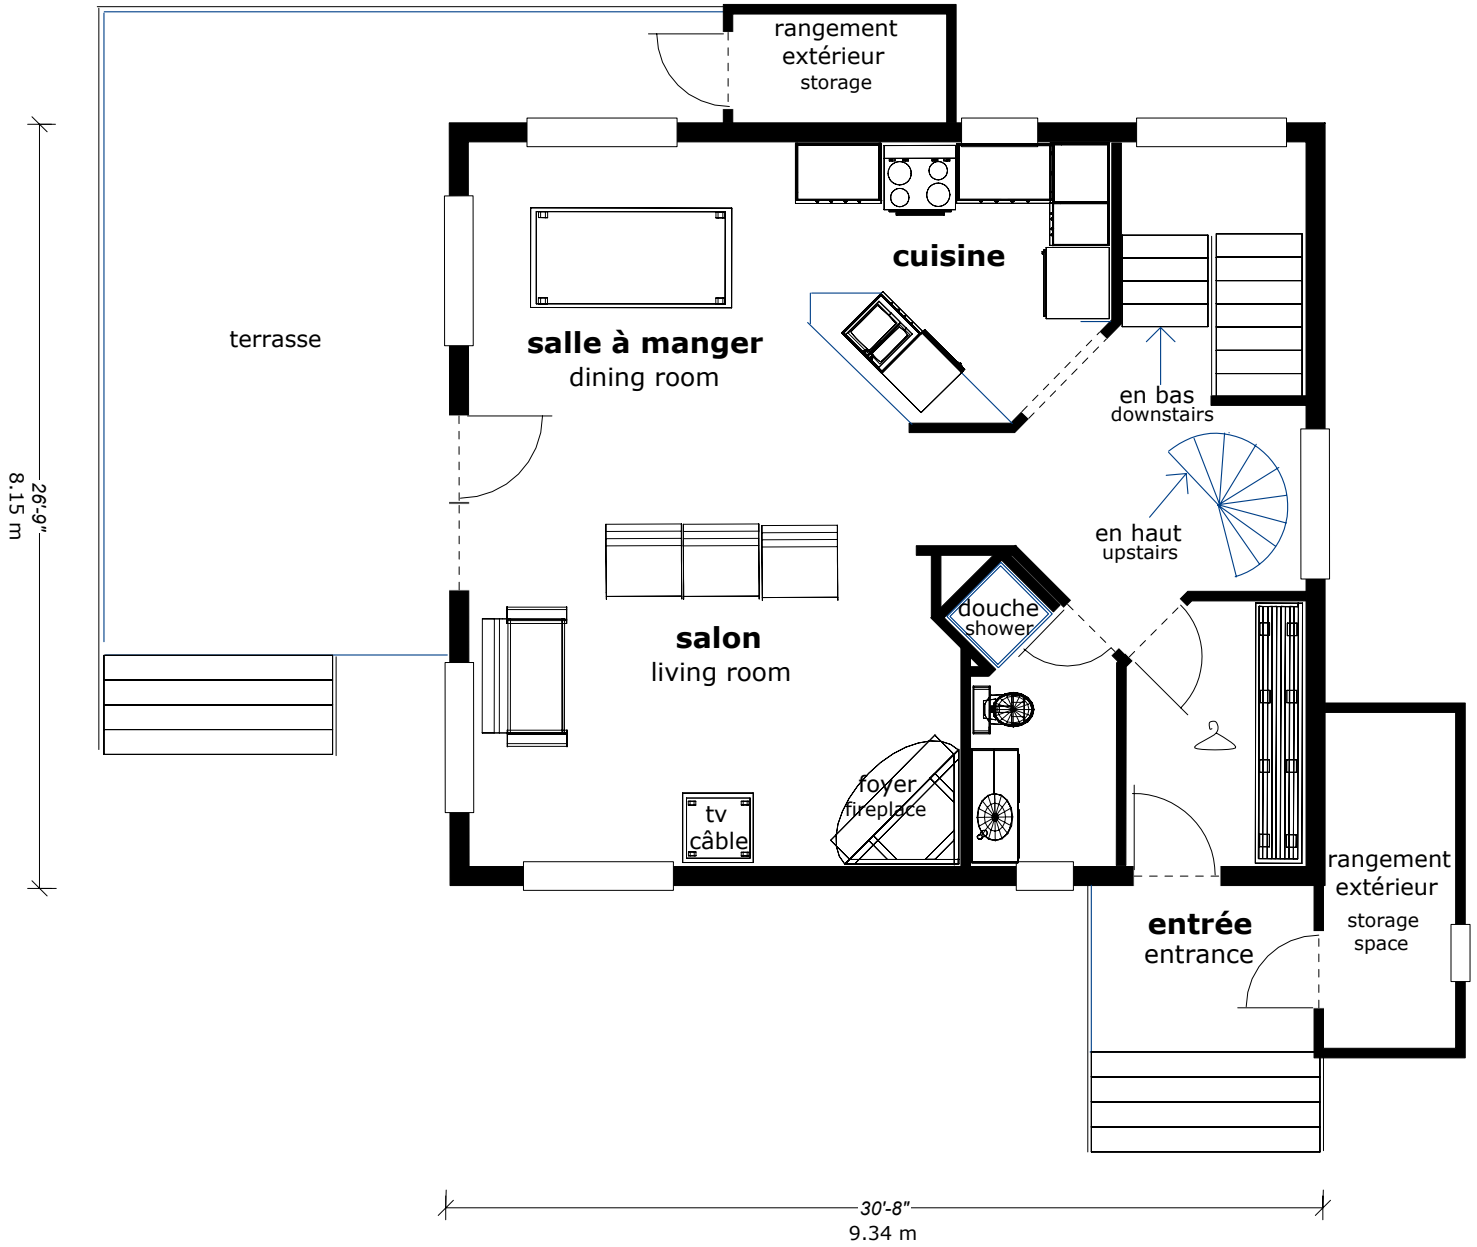 rangement
extérieur
storage
cuisine
terrasse
salle à manger
dining room
en bas
downstairs
26'-9"
8.15 m
en haut
upstairs
douche
shower
salon
living room
foyer
fireplace
tv
câble
rangement
extérieur
storage
space
entrée
entrance
30'-8"
9.34 m